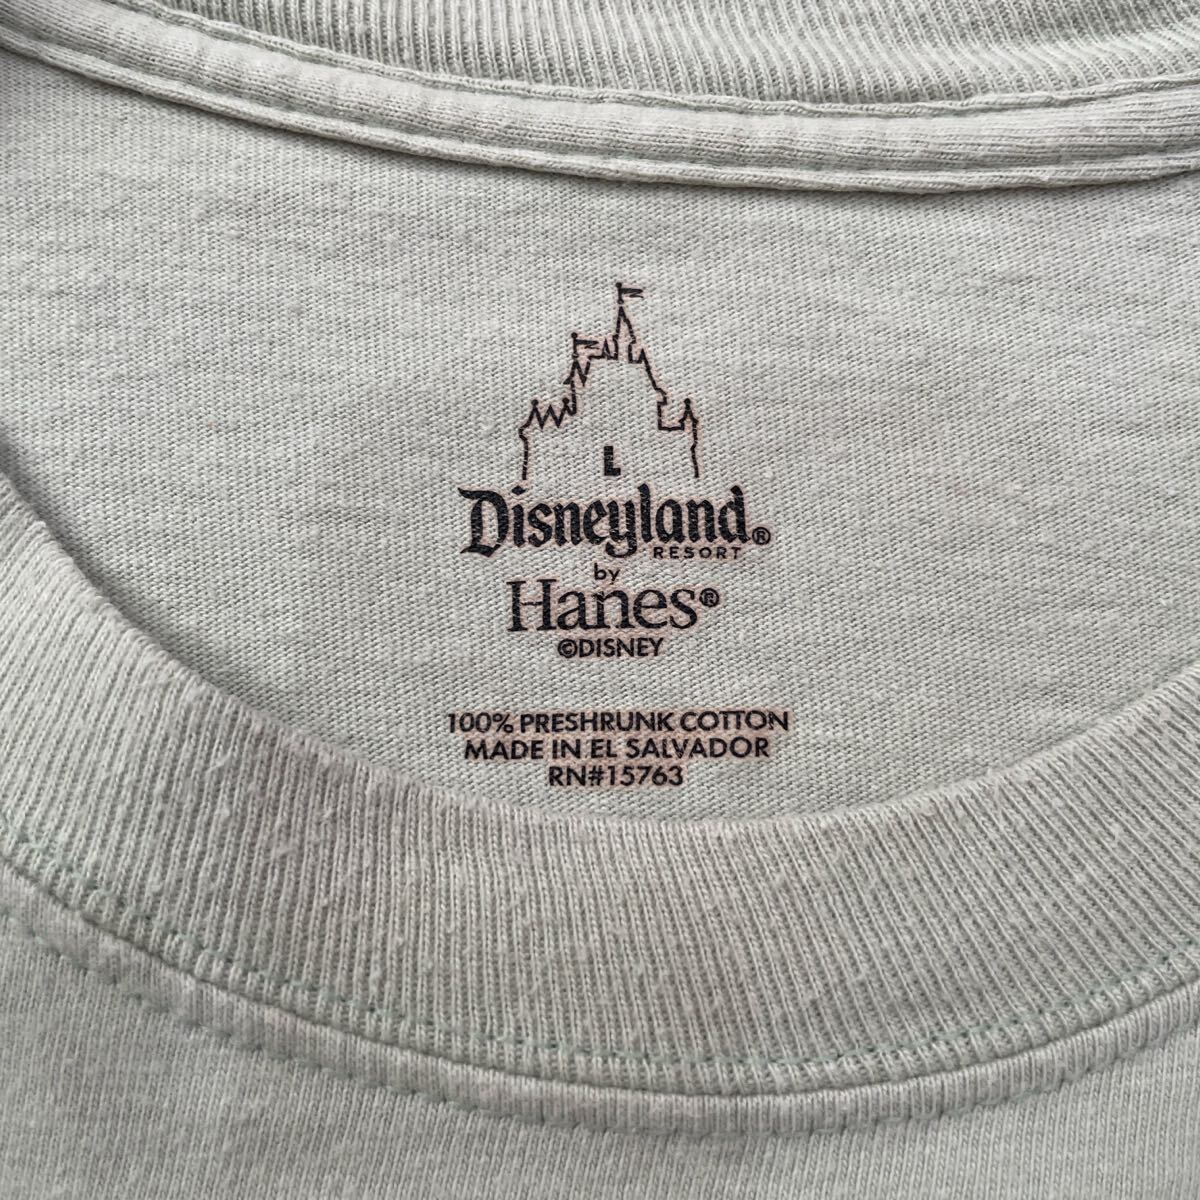 L
Disneyland®
RESORT
by
Hanes®
©DISNEY
100% PRESHRUNK COTTON
MADE IN EL SALVADOR
RN#15763